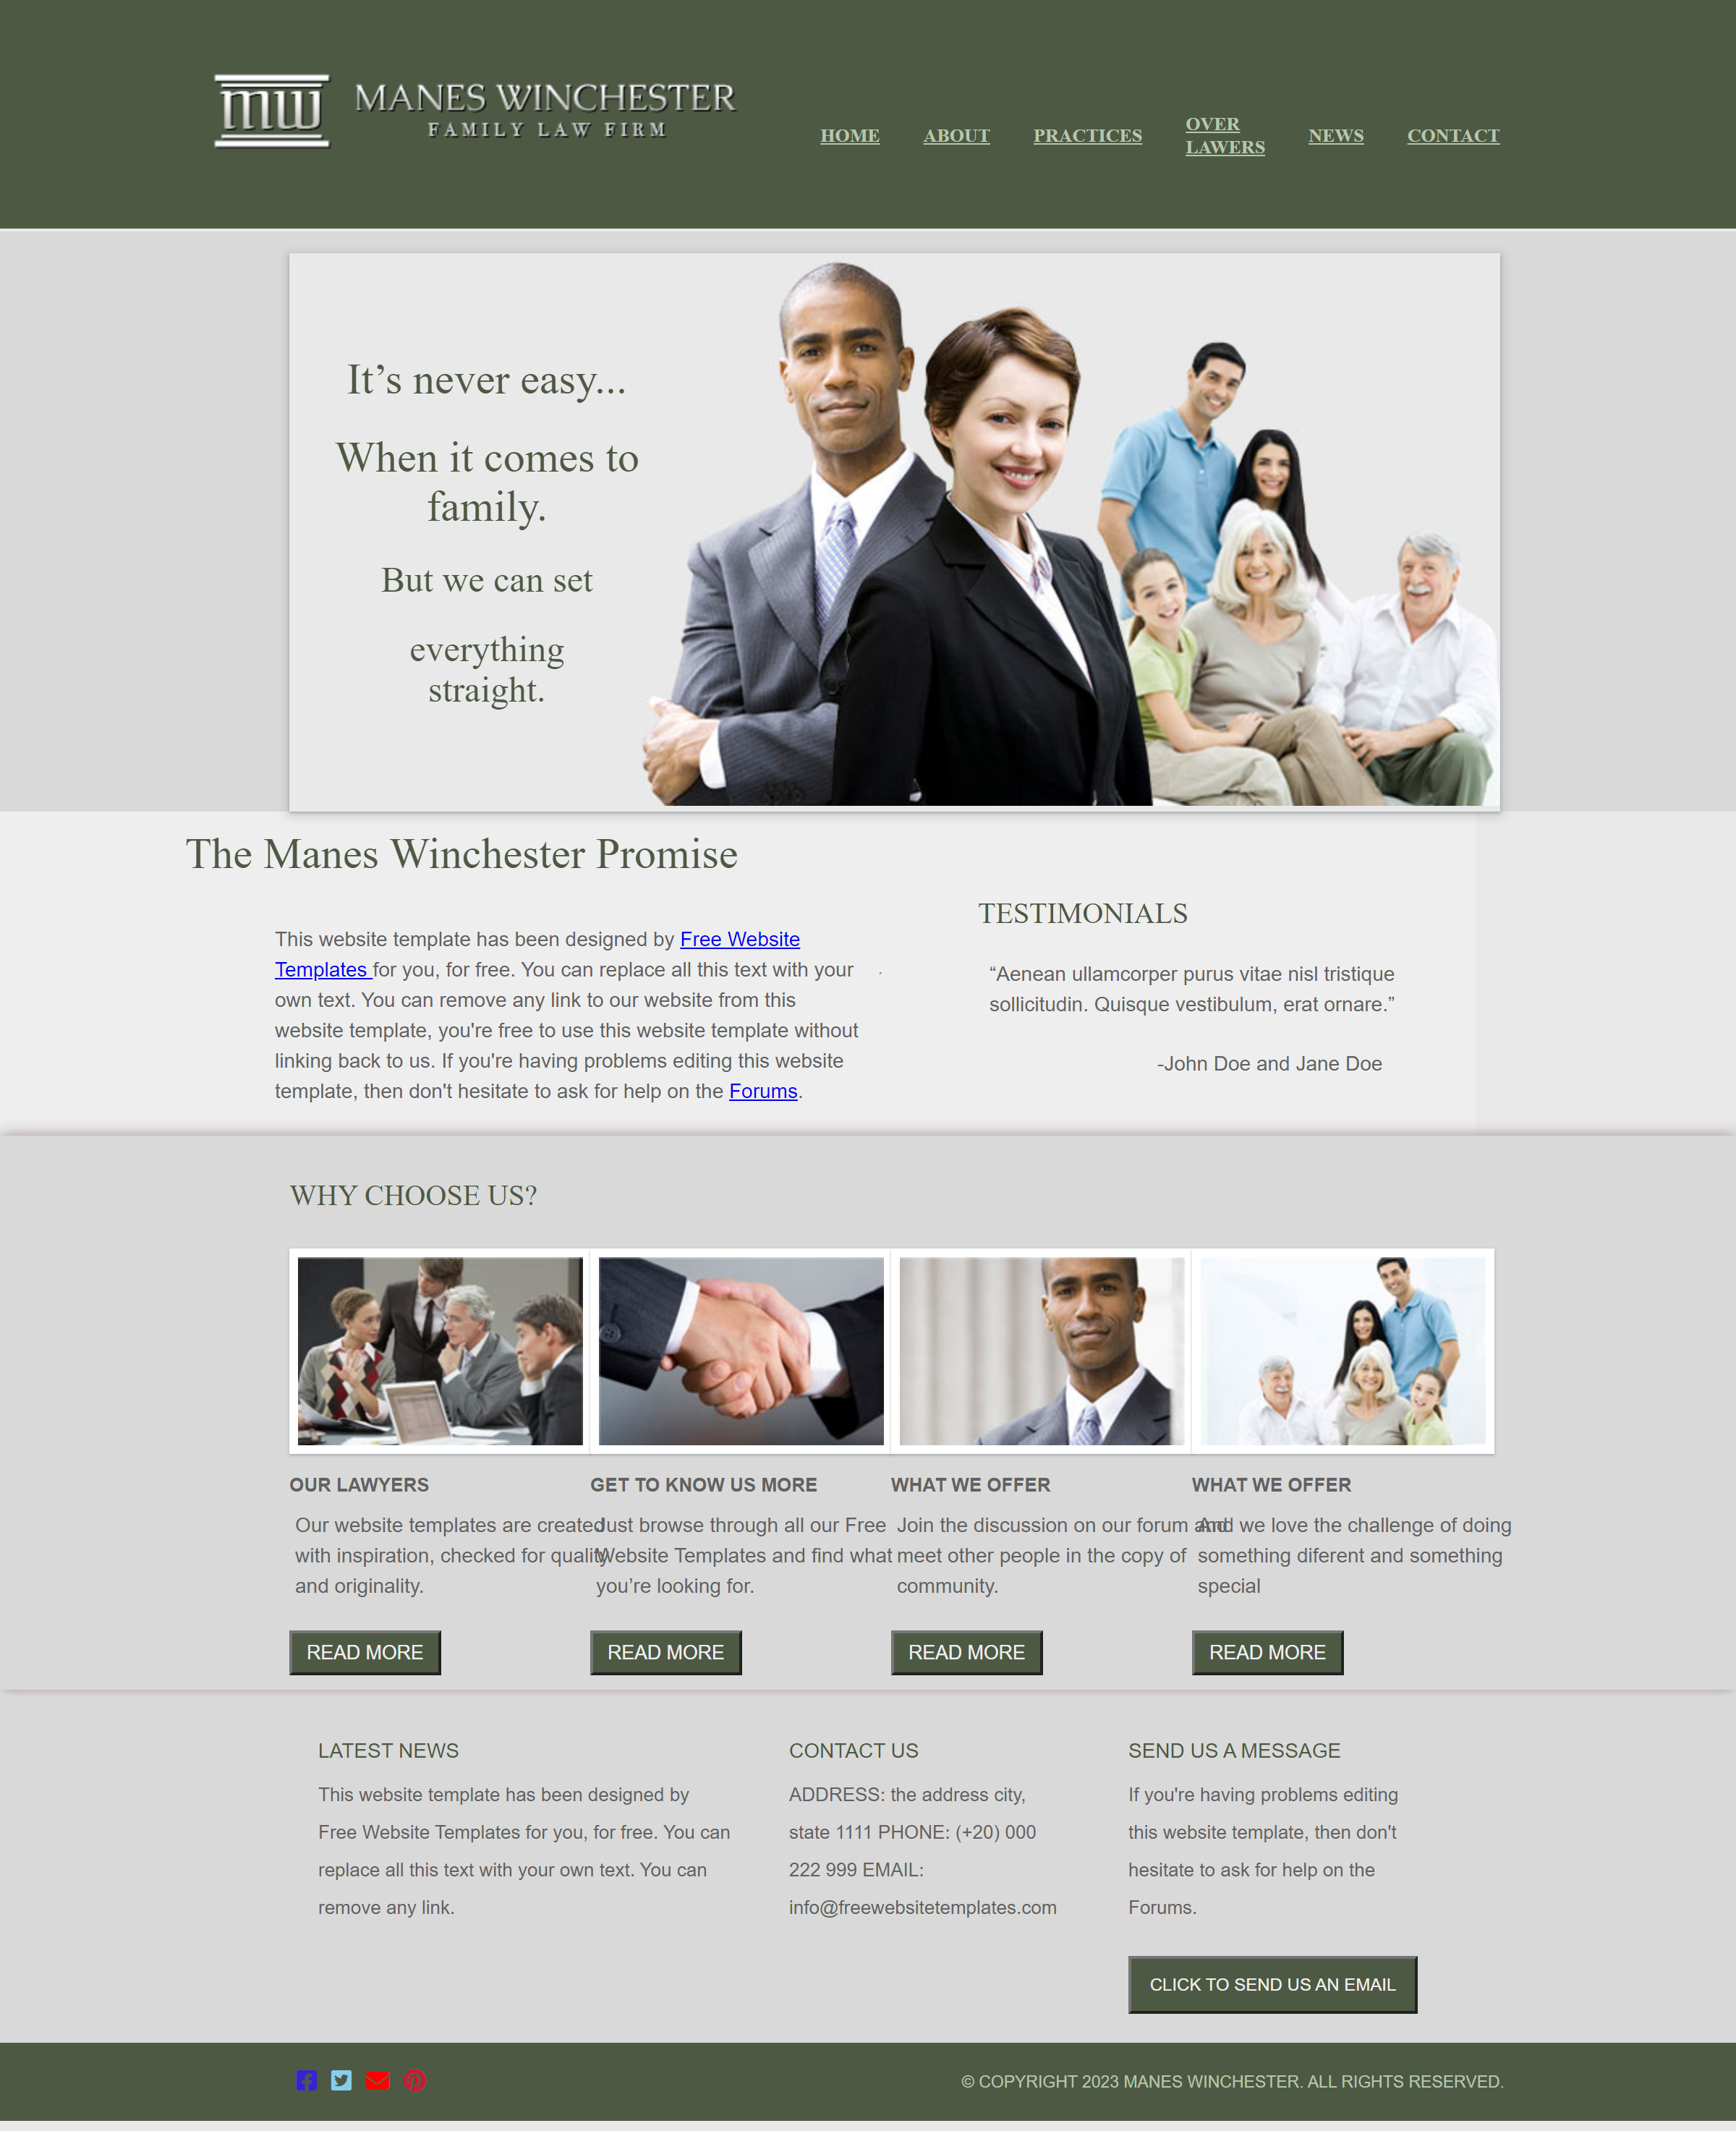 mw MANES WINCHESTER
FAMILY LAW FIRM
HOME ABOUT PRACTICES OVER LAWERS NEWS CONTACT
It’s never easy...
When it comes to
family.
But we can set
everything
straight.
The Manes Winchester Promise
This website template has been designed by Free Website
Templates for you, for free. You can replace all this text with your
own text. You can remove any link to our website from this
website template, you're free to use this website template without
linking back to us. If you're having problems editing this website
template, then don't hesitate to ask for help on the Forums.
TESTIMONIALS
“Aenean ullamcorper purus vitae nisl tristique
sollicitudin. Quisque vestibulum, erat ornare.”
-John Doe and Jane Doe
WHY CHOOSE US?
OUR LAWYERS
Our website templates are created
with inspiration, checked for quality
and originality.
READ MORE
GET TO KNOW US MORE
Just browse through all our Free
Website Templates and find what
you’re looking for.
READ MORE
WHAT WE OFFER
Join the discussion on our forum and
meet other people in the copy of
community.
READ MORE
WHAT WE OFFER
And we love the challenge of doing
something diferent and something
special
READ MORE
LATEST NEWS
This website template has been designed by
Free Website Templates for you, for free. You can
replace all this text with your own text. You can
remove any link.
CONTACT US
ADDRESS: the address city,
state 1111 PHONE: (+20) 000
222 999 EMAIL:
info@freewebsitetemplates.com
SEND US A MESSAGE
If you're having problems editing
this website template, then don't
hesitate to ask for help on the
Forums.
CLICK TO SEND US AN EMAIL
© COPYRIGHT 2023 MANES WINCHESTER. ALL RIGHTS RESERVED.